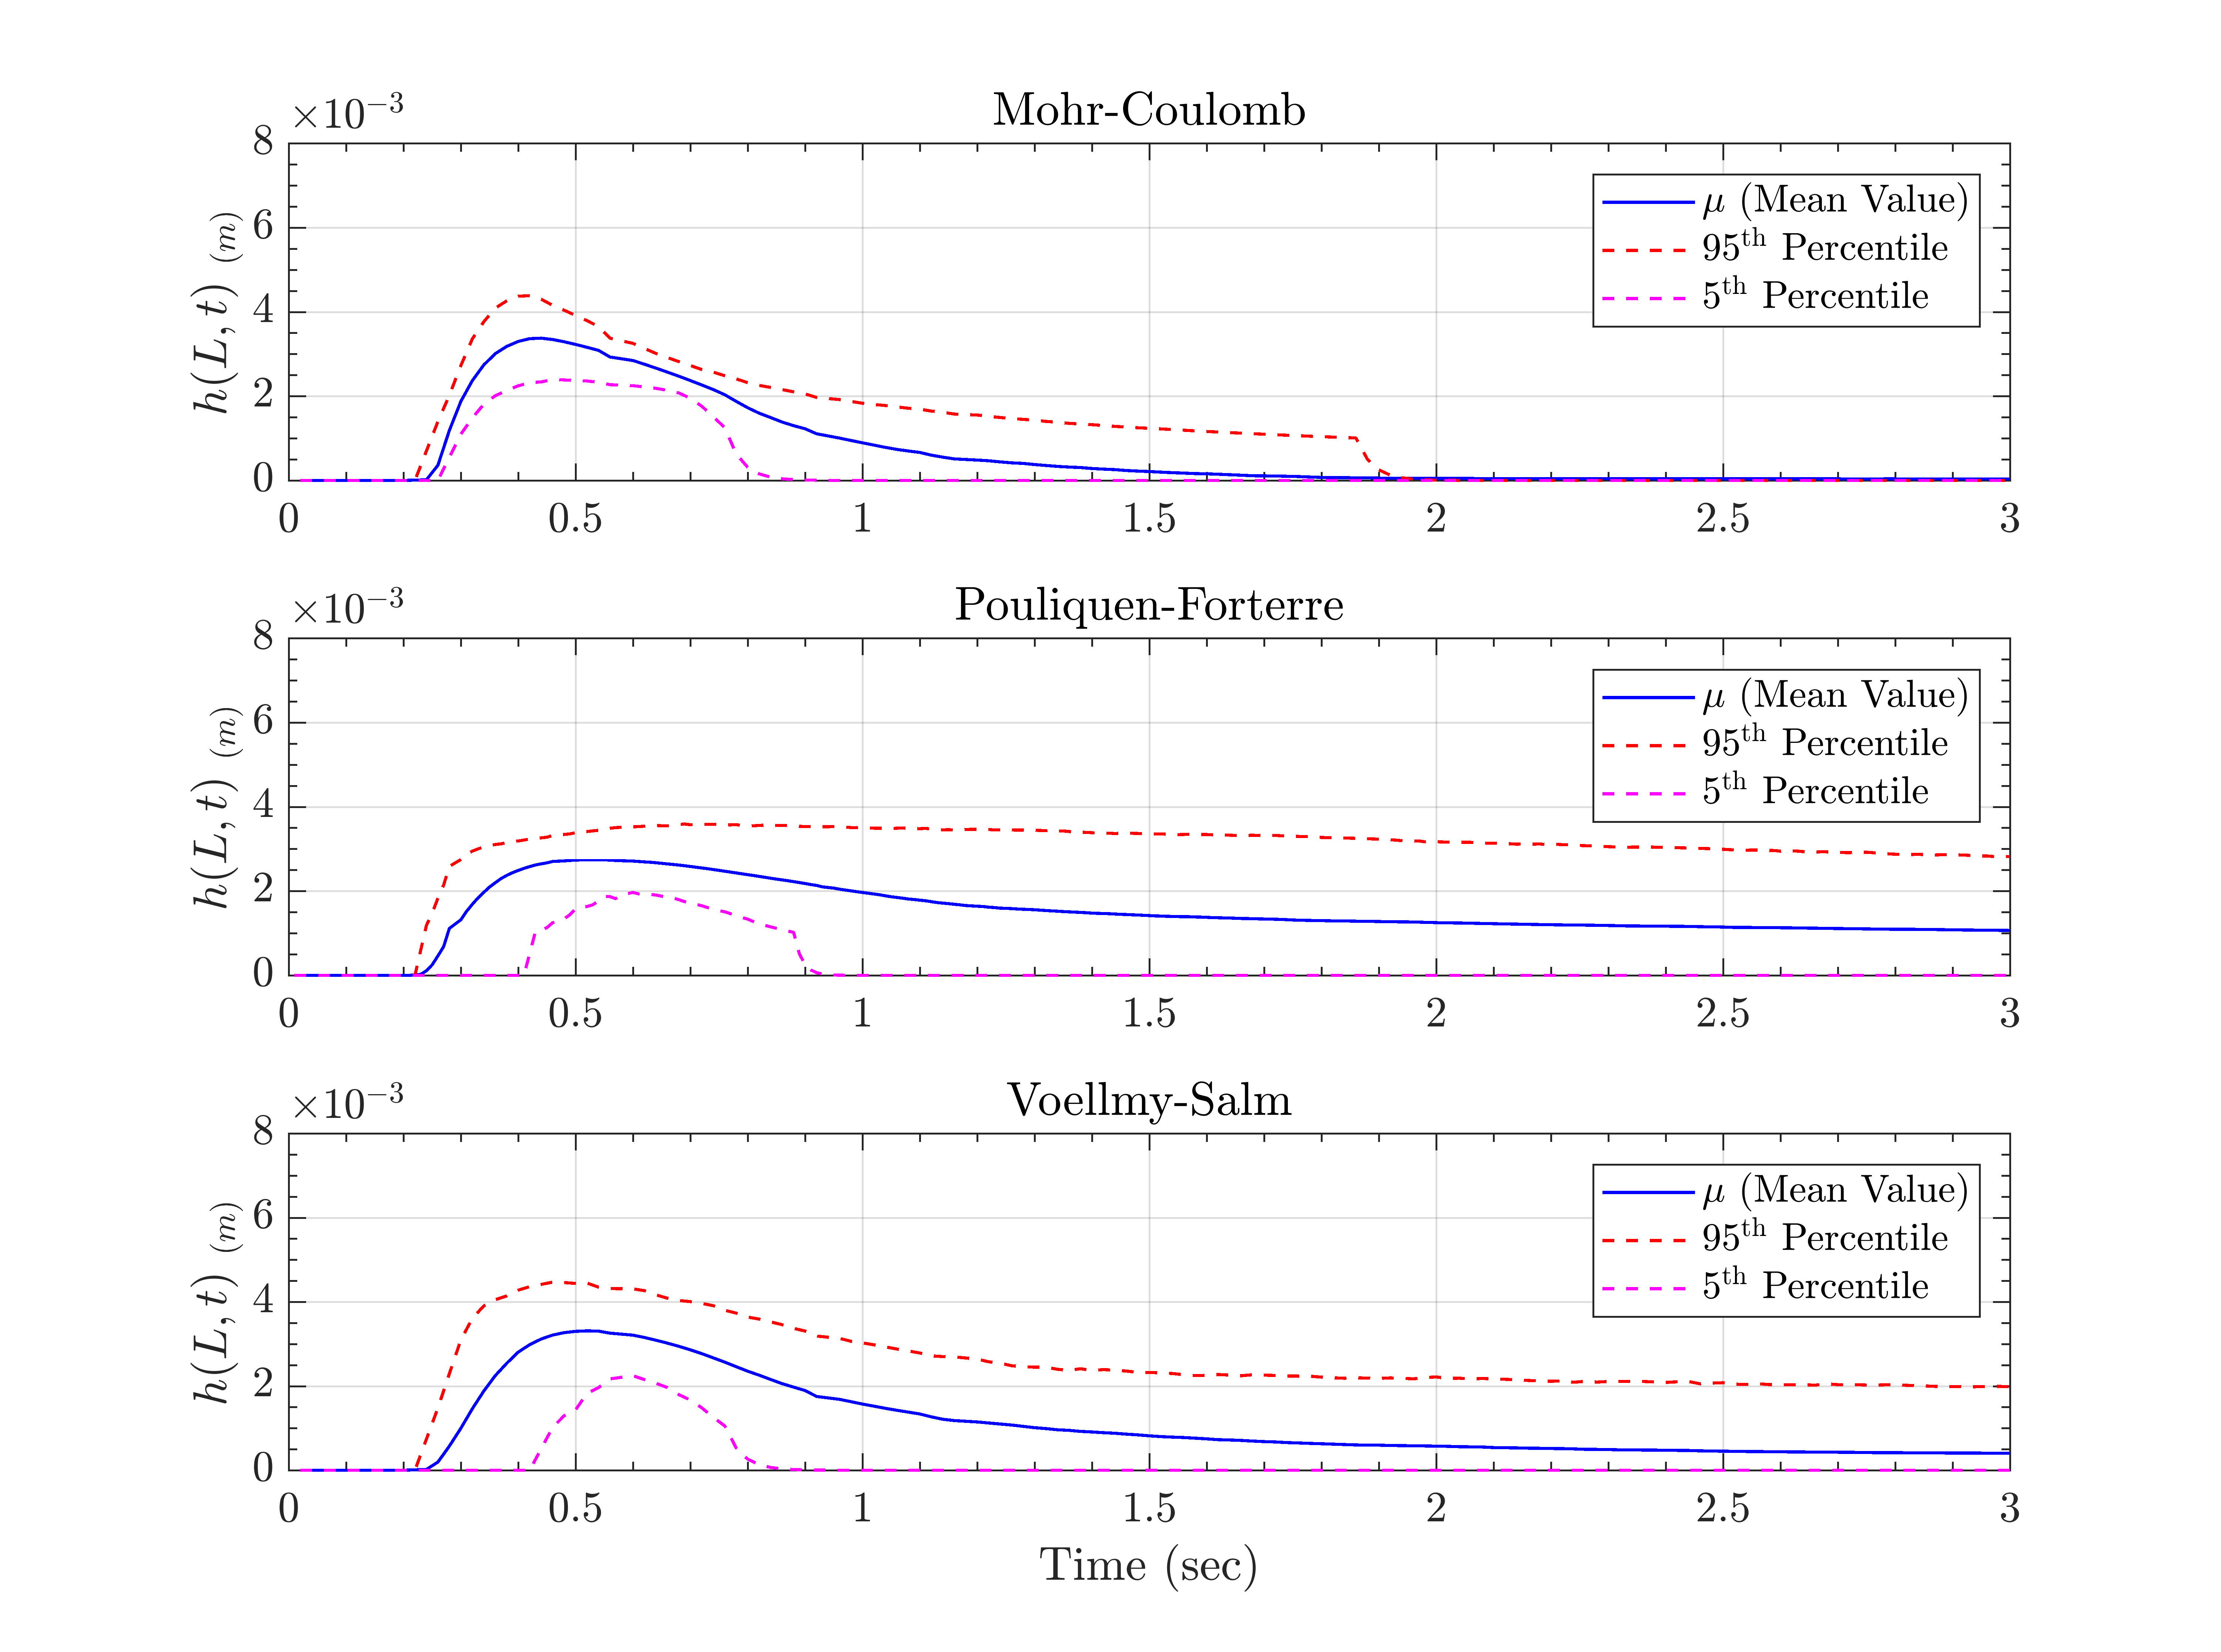 Mohr-Coulomb
×10⁻³
h(L, t) (m)
8
6
4
2
0
0 0.5 1 1.5 2 2.5 3
μ (Mean Value)
95th Percentile
5th Percentile
Pouliquen-Forterre
×10⁻³
h(L, t) (m)
8
6
4
2
0
0 0.5 1 1.5 2 2.5 3
μ (Mean Value)
95th Percentile
5th Percentile
Voellmy-Salm
×10⁻³
h(L, t) (m)
8
6
4
2
0
0 0.5 1 1.5 2 2.5 3
μ (Mean Value)
95th Percentile
5th Percentile
Time (sec)